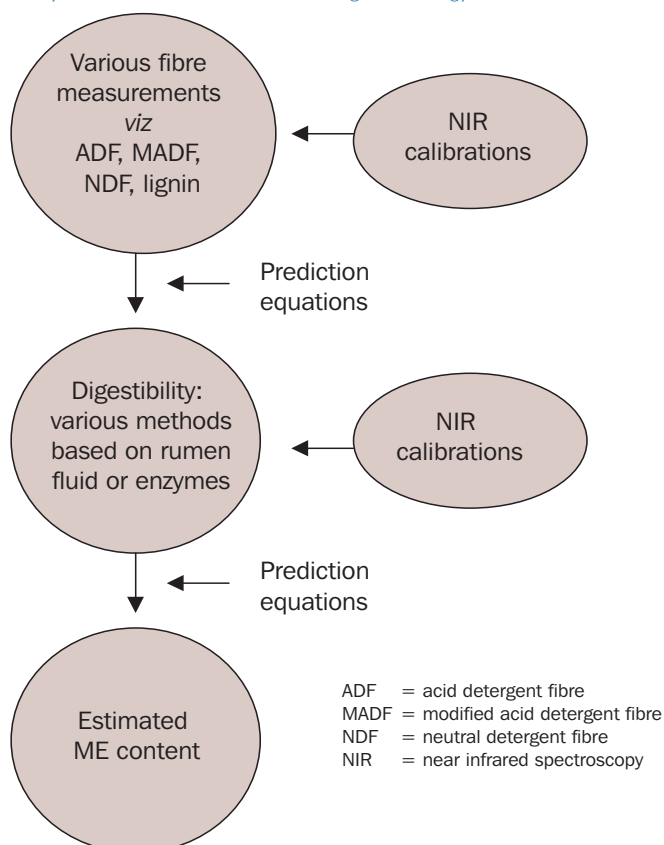 Various fibre
measurements
viz
ADF, MADF,
NDF, lignin
NIR
calibrations
Prediction
equations
Digestibility:
various methods
based on rumen
fluid or enzymes
NIR
calibrations
Prediction
equations
Estimated
ME content
ADF = acid detergent fibre
MADF = modified acid detergent fibre
NDF = neutral detergent fibre
NIR = near infrared spectroscopy